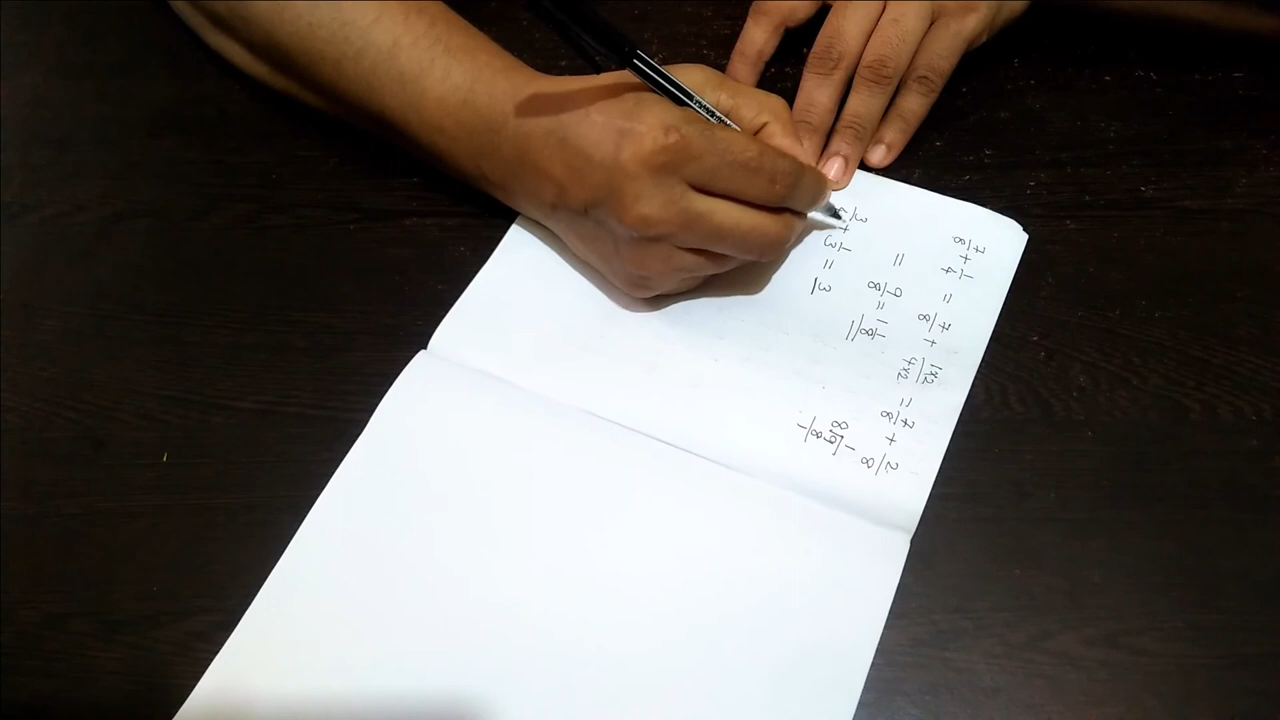 7/8 + 1/4 = 7/8 + 1×2/4×2 = 7/8 + 2/8
= 9/8 = 1 1/8
1
8 9
8
1
3/4 + 1/3 = 3